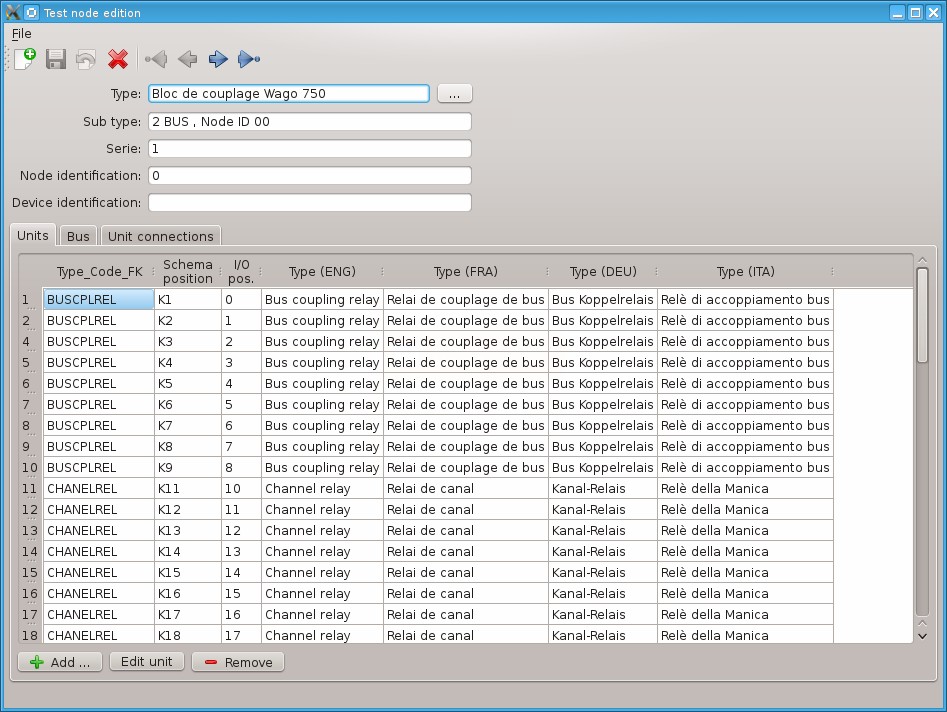 Test node edition
File
Type: Bloc de couplage Wago 750 ...
Sub type: 2 BUS , Node ID 00
Serie: 1
Node identification: 0
Device identification:
Units Bus Unit connections
Type_Code_FK Schema position I/O pos. Type (ENG) Type (FRA) Type (DEU) Type (ITA)
1 BUSCPLREL K1 0 Bus coupling relay Relai de couplage de bus Bus Koppelrelais Relè di accoppiamento bus
2 BUSCPLREL K2 1 Bus coupling relay Relai de couplage de bus Bus Koppelrelais Relè di accoppiamento bus
4 BUSCPLREL K3 2 Bus coupling relay Relai de couplage de bus Bus Koppelrelais Relè di accoppiamento bus
5 BUSCPLREL K4 3 Bus coupling relay Relai de couplage de bus Bus Koppelrelais Relè di accoppiamento bus
6 BUSCPLREL K5 4 Bus coupling relay Relai de couplage de bus Bus Koppelrelais Relè di accoppiamento bus
7 BUSCPLREL K6 5 Bus coupling relay Relai de couplage de bus Bus Koppelrelais Relè di accoppiamento bus
8 BUSCPLREL K7 6 Bus coupling relay Relai de couplage de bus Bus Koppelrelais Relè di accoppiamento bus
9 BUSCPLREL K8 7 Bus coupling relay Relai de couplage de bus Bus Koppelrelais Relè di accoppiamento bus
10 BUSCPLREL K9 8 Bus coupling relay Relai de couplage de bus Bus Koppelrelais Relè di accoppiamento bus
11 CHANELREL K11 10 Channel relay Relai de canal Kanal-Relais Relè della Manica
12 CHANELREL K12 11 Channel relay Relai de canal Kanal-Relais Relè della Manica
13 CHANELREL K13 12 Channel relay Relai de canal Kanal-Relais Relè della Manica
14 CHANELREL K14 13 Channel relay Relai de canal Kanal-Relais Relè della Manica
15 CHANELREL K15 14 Channel relay Relai de canal Kanal-Relais Relè della Manica
16 CHANELREL K16 15 Channel relay Relai de canal Kanal-Relais Relè della Manica
17 CHANELREL K17 16 Channel relay Relai de canal Kanal-Relais Relè della Manica
18 CHANELREL K18 17 Channel relay Relai de canal Kanal-Relais Relè della Manica
Add ... Edit unit Remove